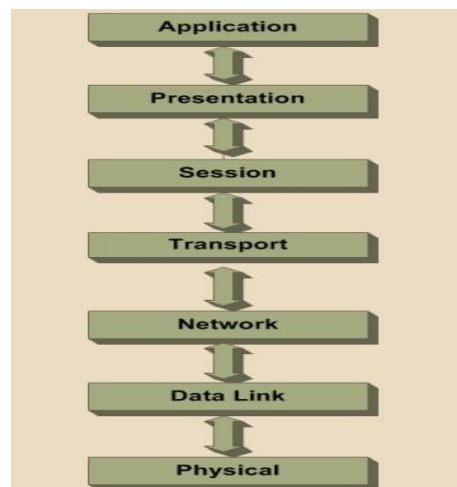 Application
Presentation
Session
Transport
Network
Data Link
Physical